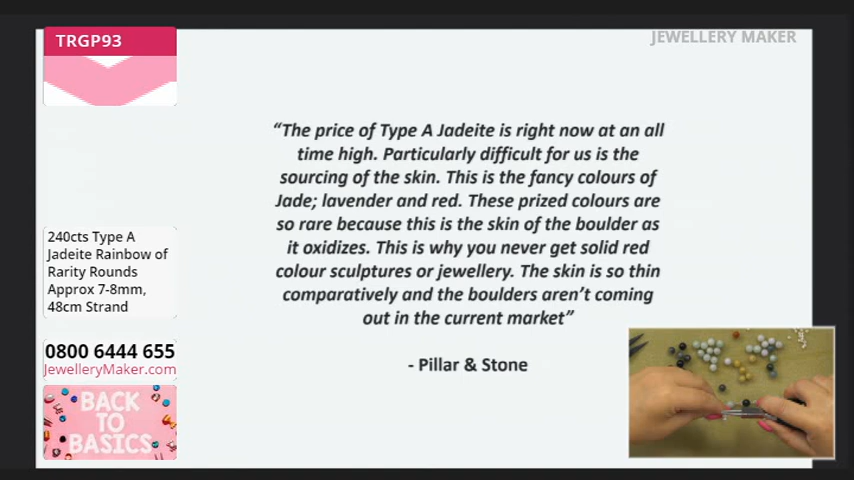 TRGP93
JEWELLERY MAKER
“The price of Type A Jadeite is right now at an all
time high. Particularly difficult for us is the
sourcing of the skin. This is the fancy colours of
Jade; lavender and red. These prized colours are
so rare because this is the skin of the boulder as
it oxidizes. This is why you never get solid red
colour sculptures or jewellery. The skin is so thin
comparatively and the boulders aren’t coming
out in the current market”
- Pillar & Stone
240cts Type A
Jadeite Rainbow of
Rarity Rounds
Approx 7-8mm,
48cm Strand
0800 6444 655
JewelleryMaker.com
BACK
TO
BASICS